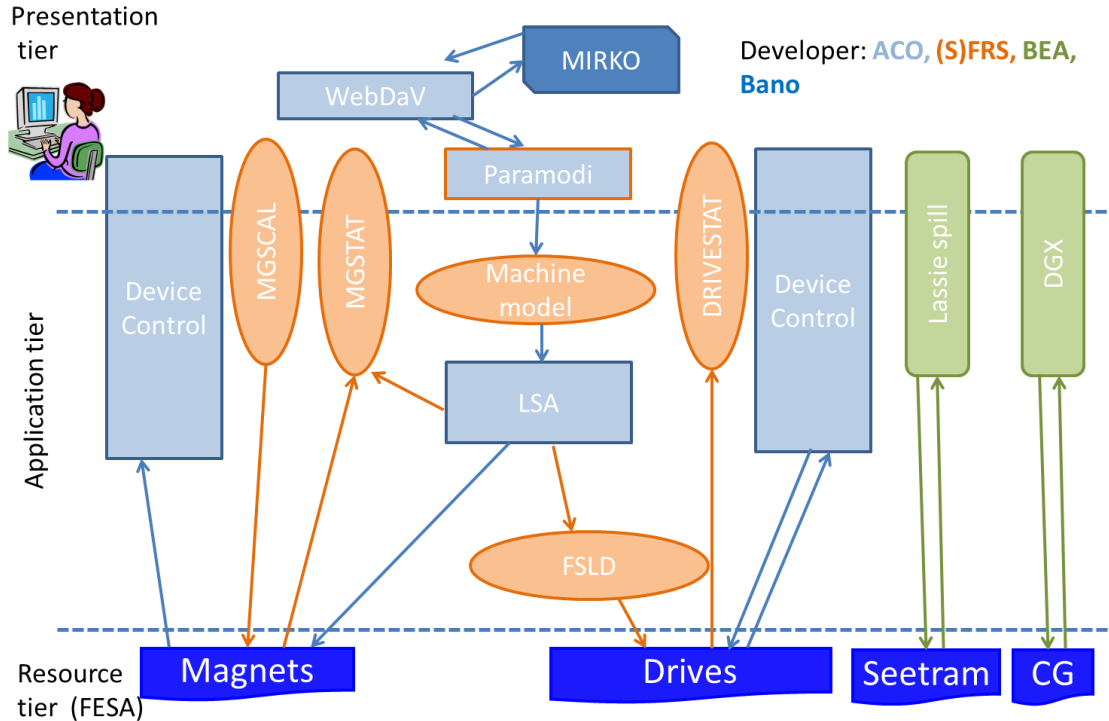 Presentation
tier
MIRKO
Developer: ACO, (S)FRS, BEA,
Bano
WebDaV
Paramodi
Device
Control
MGSCAL
MGSTAT
Machine
model
DRIVESTAT
Device
Control
Lassie spill
DGX
LSA
Application tier
FSLD
Resource
tier (FESA)
Magnets
Drives
Seetram
CG